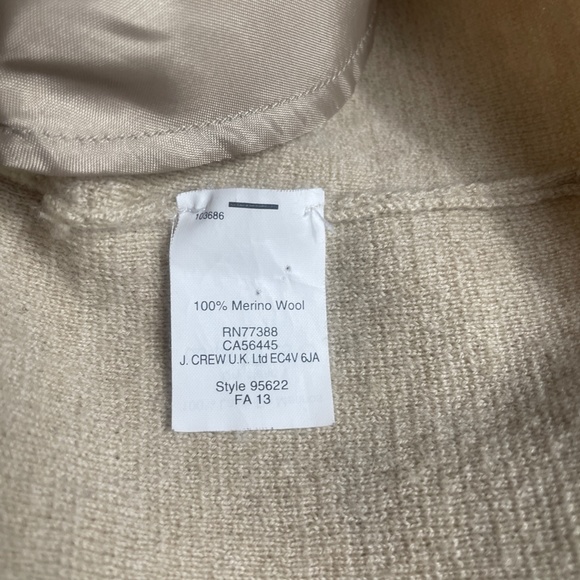 103686
100% Merino Wool
RN77388
CA56445
J. CREW U.K. Ltd EC4V 6JA
Style 95622
FA 13